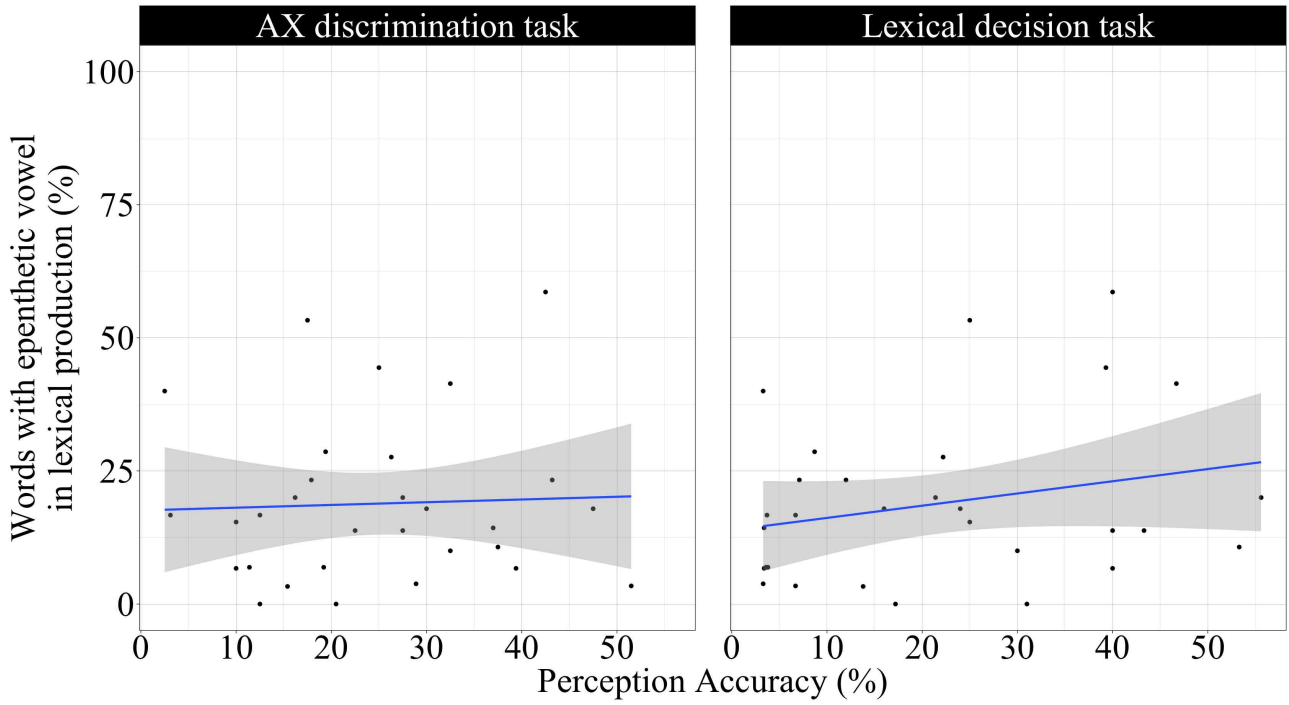 AX discrimination task
Lexical decision task
Words with epenthetic vowel
in lexical production (%)
100
75
50
25
0
0 10 20 30 40 50
0 10 20 30 40 50
Perception Accuracy (%)